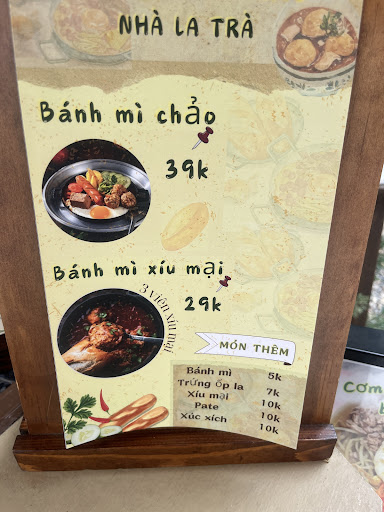 NHÀ LA TRÀ
Bánh mì chảo
39k
Bánh mì xíu mại
3 viên xíu mại
29k
MÓN THÊM
Bánh mì 5k
Trứng ốp la 7k
Xíu mại 10k
Pate 10k
Xúc xích 10k
Cơm